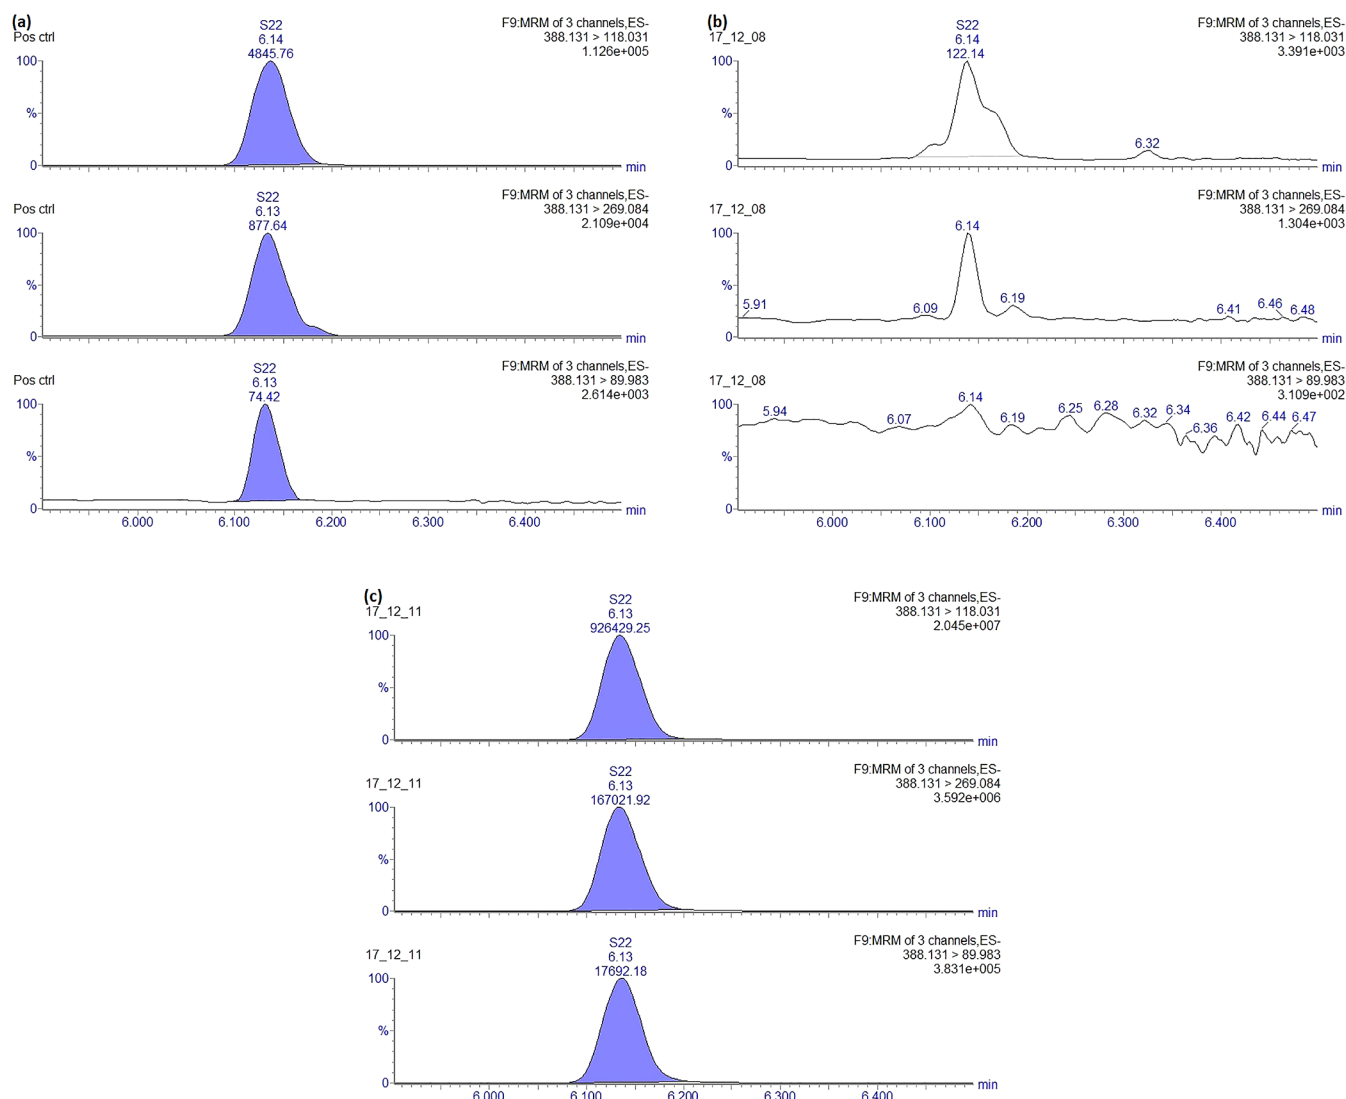 (a)
Pos ctrl
S22
6.14
4845.76
F9:MRM of 3 channels,ES-
388.131 > 118.031
1.126e+005
100
%
0
min
Pos ctrl
S22
6.13
877.64
F9:MRM of 3 channels,ES-
388.131 > 269.084
2.109e+004
100
%
0
min
Pos ctrl
S22
6.13
74.42
F9:MRM of 3 channels,ES-
388.131 > 89.983
2.614e+003
100
%
0
min
6.000 6.100 6.200 6.300 6.400
(b)
17_12_08
S22
6.14
122.14
F9:MRM of 3 channels,ES-
388.131 > 118.031
3.391e+003
100
%
0
6.32
min
17_12_08
F9:MRM of 3 channels,ES-
388.131 > 269.084
1.304e+003
100
%
0
5.91 6.09 6.14 6.19 6.41 6.46 6.48
min
17_12_08
F9:MRM of 3 channels,ES-
388.131 > 89.983
3.109e+002
100
%
0
5.94 6.07 6.14 6.19 6.25 6.28 6.32 6.34 6.36 6.42 6.44 6.47
min
6.000 6.100 6.200 6.300 6.400
(c)
17_12_11
S22
6.13
926429.25
F9:MRM of 3 channels,ES-
388.131 > 118.031
2.045e+007
100
%
0
min
17_12_11
S22
6.13
167021.92
F9:MRM of 3 channels,ES-
388.131 > 269.084
3.592e+006
100
%
0
min
17_12_11
S22
6.13
17692.18
F9:MRM of 3 channels,ES-
388.131 > 89.983
3.831e+005
100
%
0
min
6.000 6.100 6.200 6.300 6.400